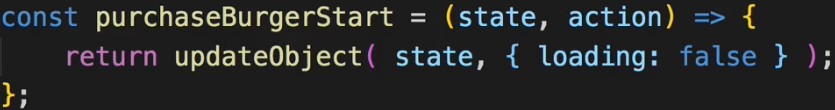 const purchaseBurgerStart = (state, action) => {
    return updateObject( state, { loading: false } );
};